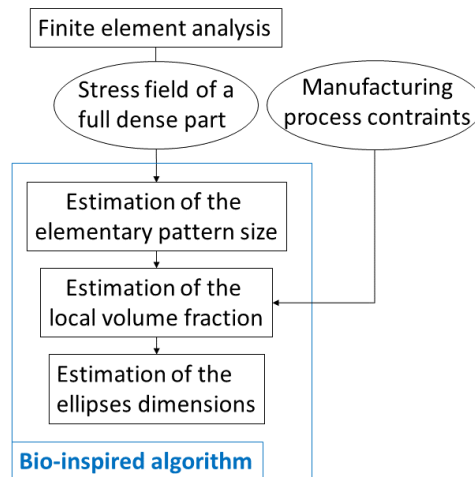 Finite element analysis
Stress field of a
full dense part
Manufacturing
process contraints
Estimation of the
elementary pattern size
Estimation of the
local volume fraction
Estimation of the
ellipses dimensions
Bio-inspired algorithm